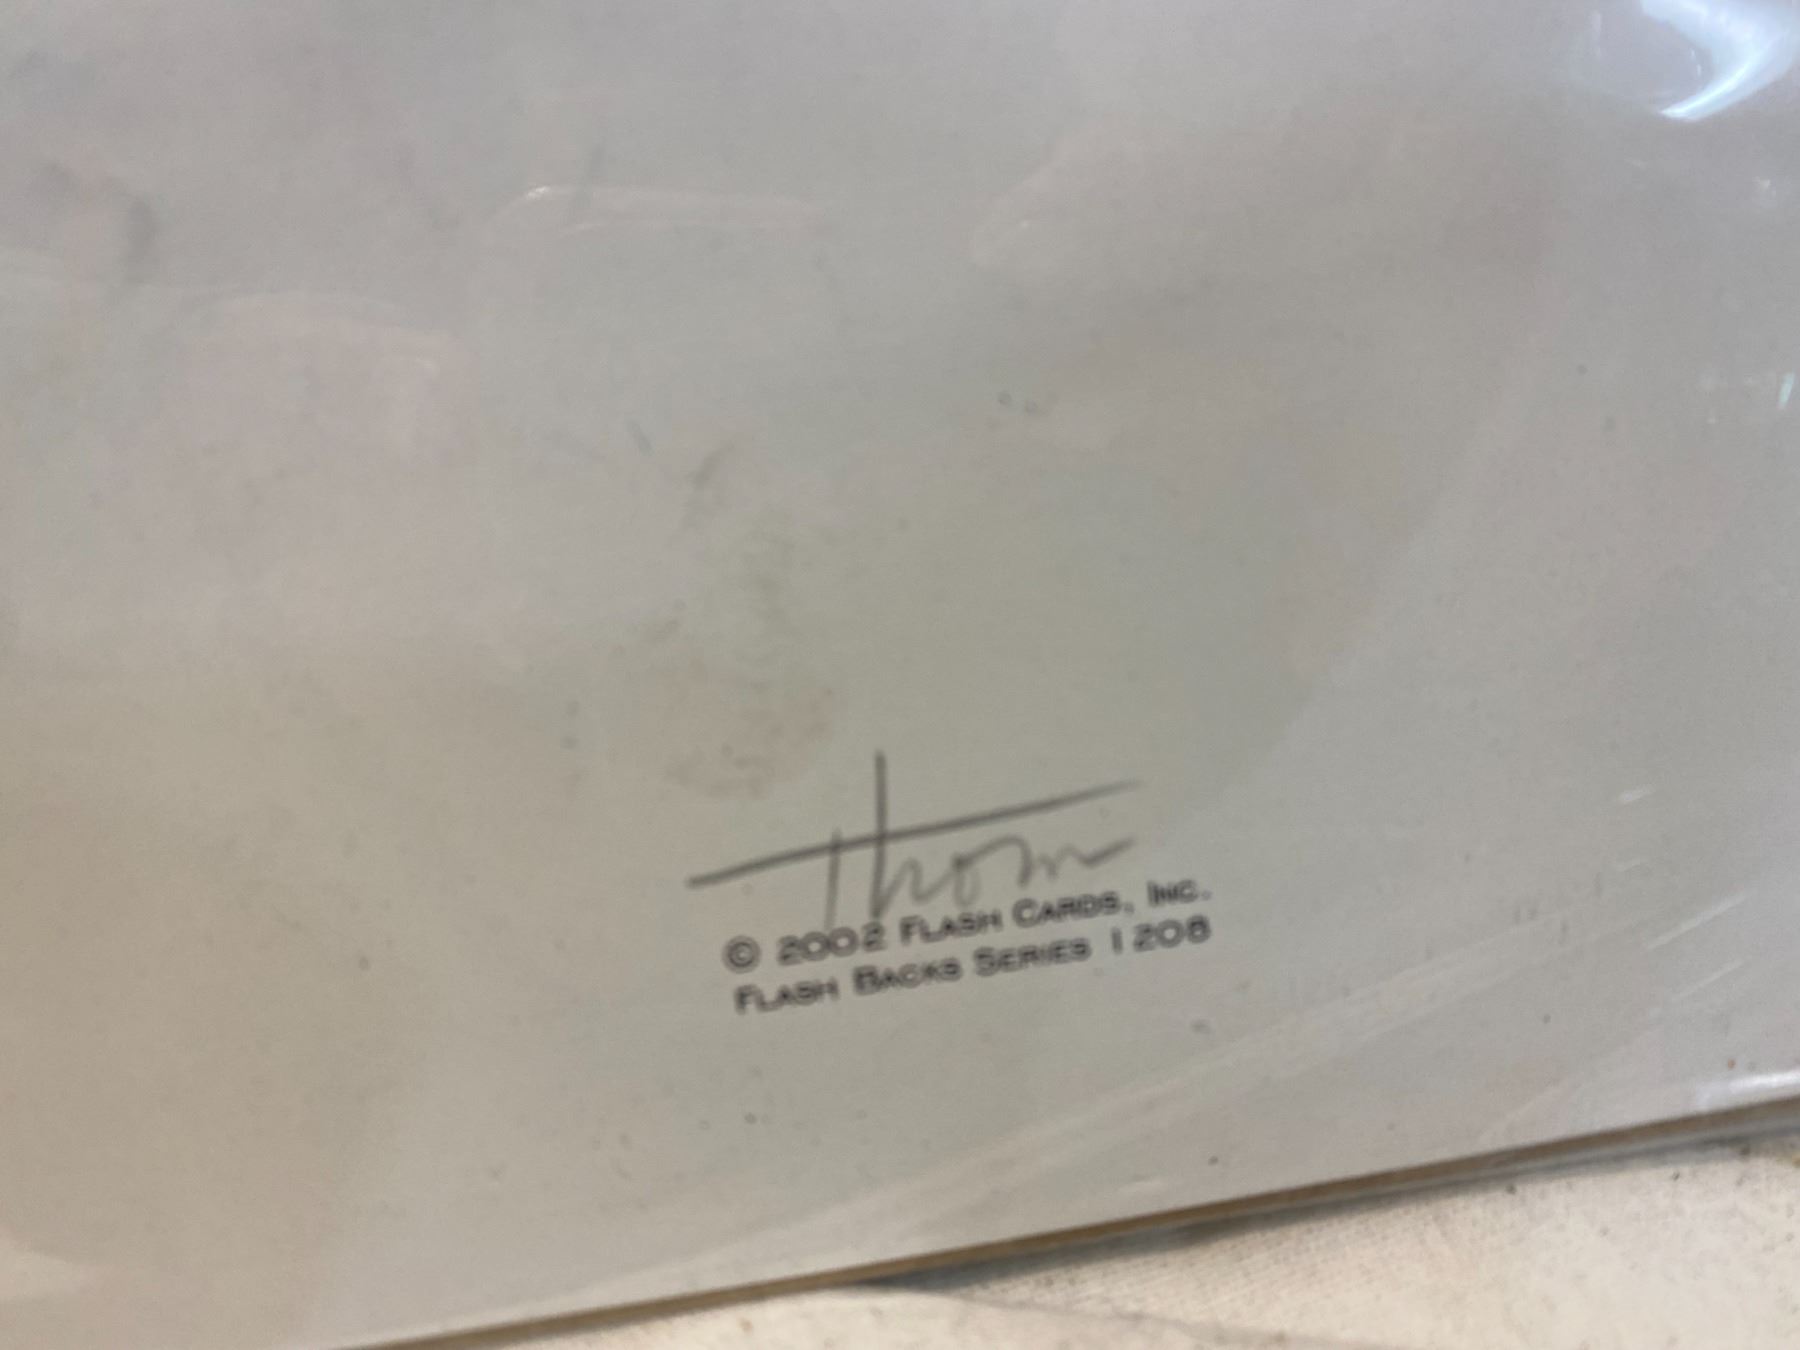 Thom
© 2002 FLASH CARDS, INC.
FLASH BACKS SERIES 1208